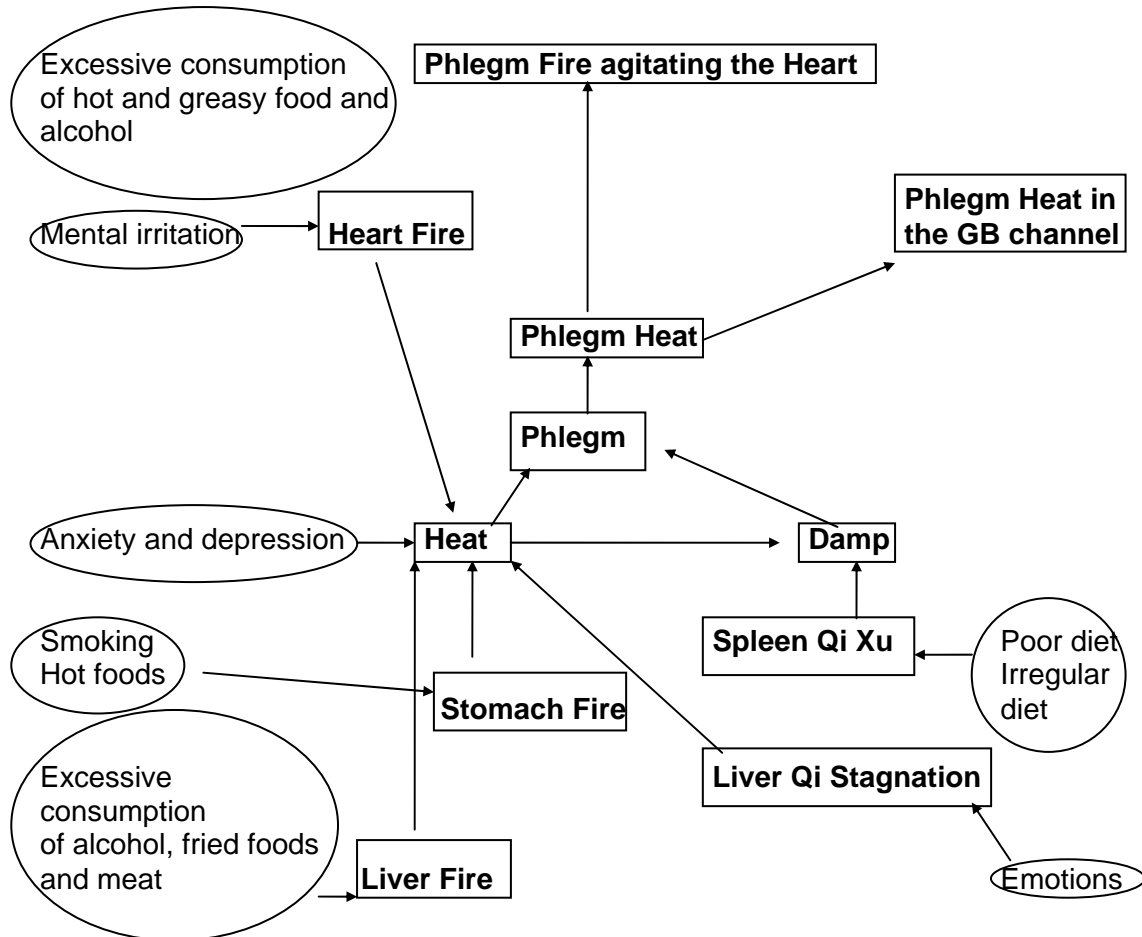 Excessive consumption
of hot and greasy food and
alcohol
Phlegm Fire agitating the Heart
Phlegm Heat in
the GB channel
Mental irritation
Heart Fire
Phlegm Heat
Phlegm
Anxiety and depression
Heat
Damp
Smoking
Hot foods
Spleen Qi Xu
Poor diet
Irregular
diet
Stomach Fire
Liver Qi Stagnation
Excessive
consumption
of alcohol, fried foods
and meat
Liver Fire
Emotions